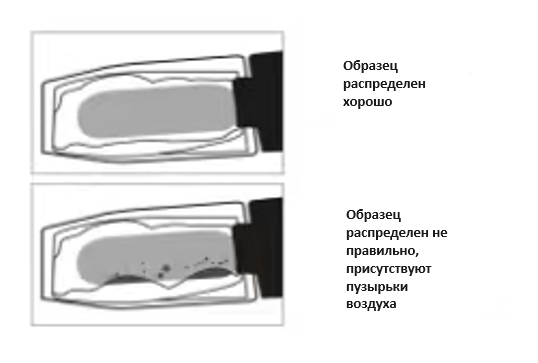 Образец
распределен
хорошо
Образец
распределен не
правильно,
присутствуют
пузырьки
воздуха